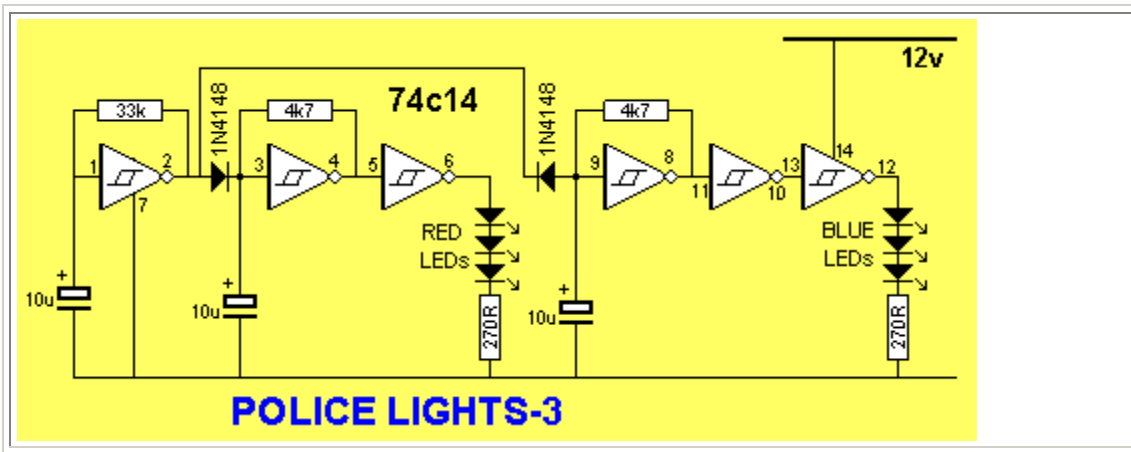 12v
74c14
33k
1N4148
4k7
1N4148
4k7
1
2
3
4
5
6
7
9
8
11
10
13
14
12
RED
LEDs
BLUE
LEDs
+
10u
+
10u
+
10u
270R
270R
POLICE LIGHTS-3